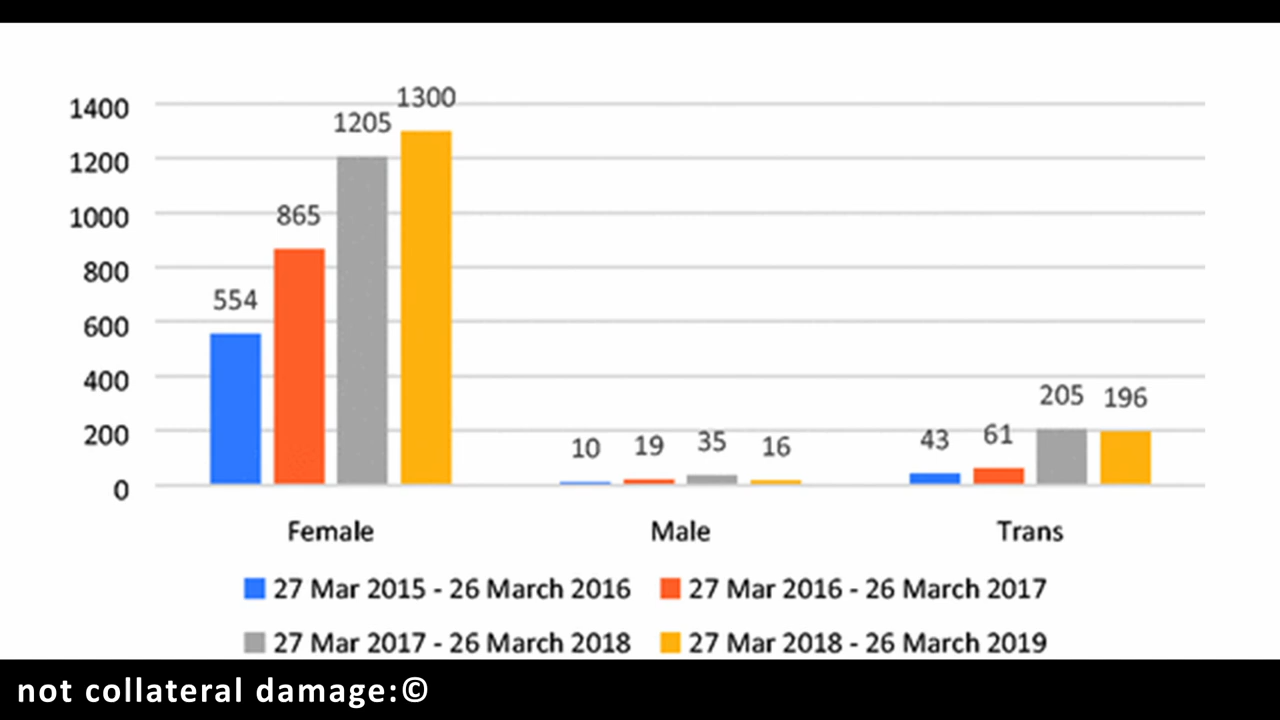 1400
1200
1000
800
600
400
200
0
554
865
1205
1300
10
19
35
16
43
61
205
196
Female
Male
Trans
27 Mar 2015 - 26 March 2016
27 Mar 2016 - 26 March 2017
27 Mar 2017 - 26 March 2018
27 Mar 2018 - 26 March 2019
not collateral damage:©